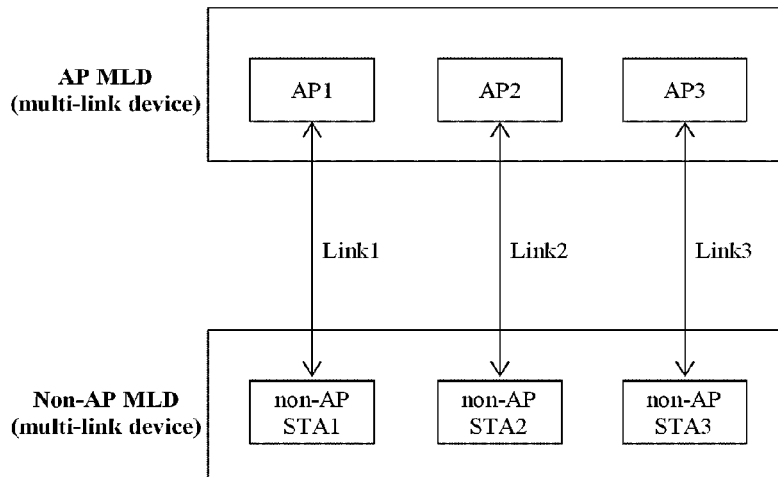 AP MLD
(multi-link device)
AP1
AP2
AP3
Link1
Link2
Link3
Non-AP MLD
(multi-link device)
non-AP
STA1
non-AP
STA2
non-AP
STA3